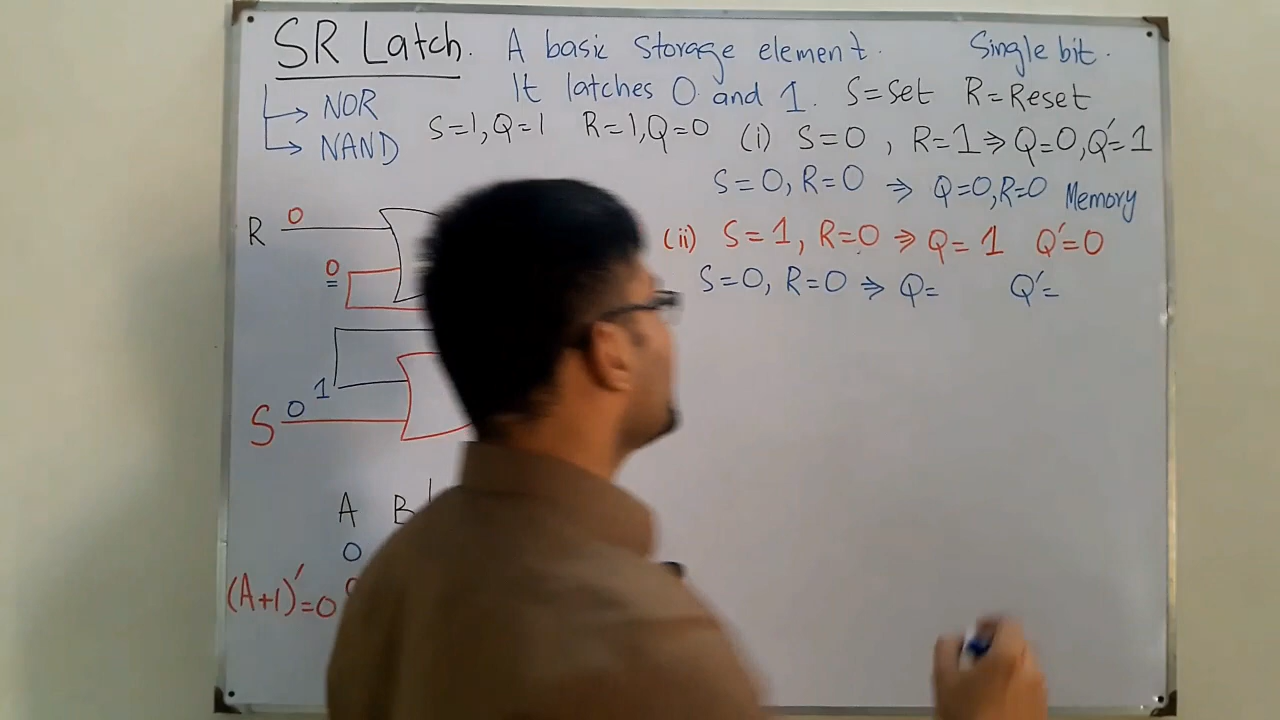 SR Latch. A basic storage element. Single bit.
It latches 0 and 1. S=set R=Reset
NOR
NAND
S=1,Q=1 R=1,Q=0 (i) S=0, R=1⇒Q=0,Q'=1
S=0,R=0 ⇒ Q=0,R=0 Memory
R 0
(ii) S=1, R=0 ⇒ Q=1 Q'=0
0
S=0, R=0 ⇒ Q= Q'=
1
S 0
A B
0
(A+1)'=0